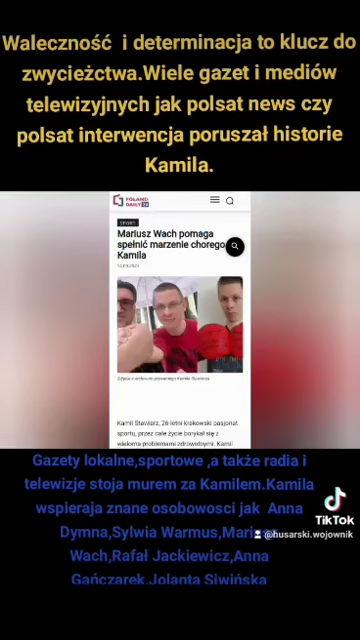 Waleczność i determinacja to klucz do
zwycieżctwa.Wiele gazet i mediów
telewizyjnych jak polsat news czy
polsat interwencja poruszał historie
Kamila.
POLAND
DAILY24
SPORT
Mariusz Wach pomaga
spełnić marzenie chorego
Kamila
Kamil Stawiarz, 26-letni krakowski pasjonat
sportu, przez całe życie borykał się z
wieloma problemami zdrowotnymi. Kamil
Gazety lokalne,sportowe ,a także radia i
telewizje stoja murem za Kamilem.Kamila
wspieraja znane osobowosci jak Anna
Dymna,Sylwia Warmus,Mariusz
Wach,Rafał Jackiewicz,Anna
Gańczarek,Jolanta Siwińska
TikTok
@husarski.wojownik